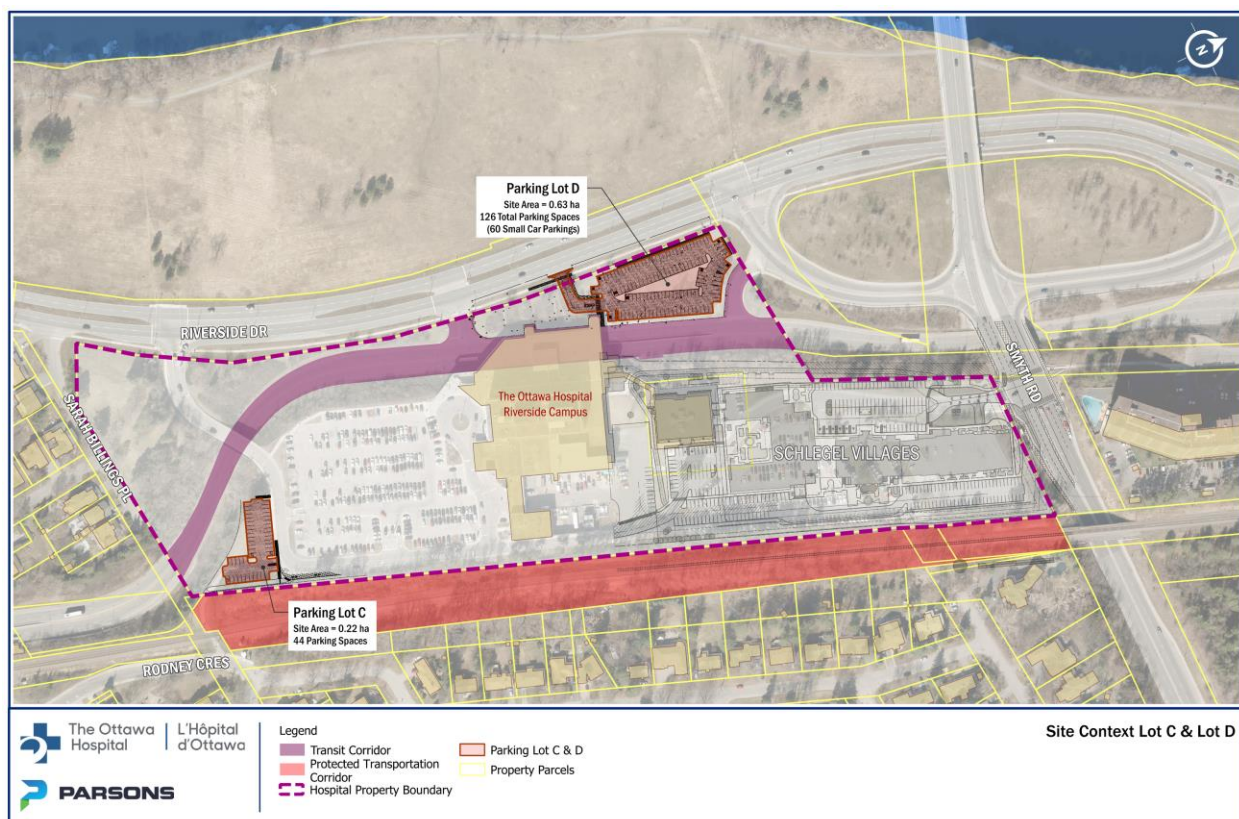 Z
Parking Lot D
Site Area = 0.63 ha
126 Total Parking Spaces
(60 Small Car Parkings)
RIVERSIDE DR
SMYTH RD
SARAH BILLINGS PL
The Ottawa Hospital
Riverside Campus
SCHLEGEL VILLAGES
Parking Lot C
Site Area = 0.22 ha
44 Parking Spaces
RODNEY CRES
The Ottawa
Hospital
L'Hôpital
d'Ottawa
PARSONS
Legend
Transit Corridor
Protected Transportation
Corridor
Hospital Property Boundary
Parking Lot C & D
Property Parcels
Site Context Lot C & Lot D